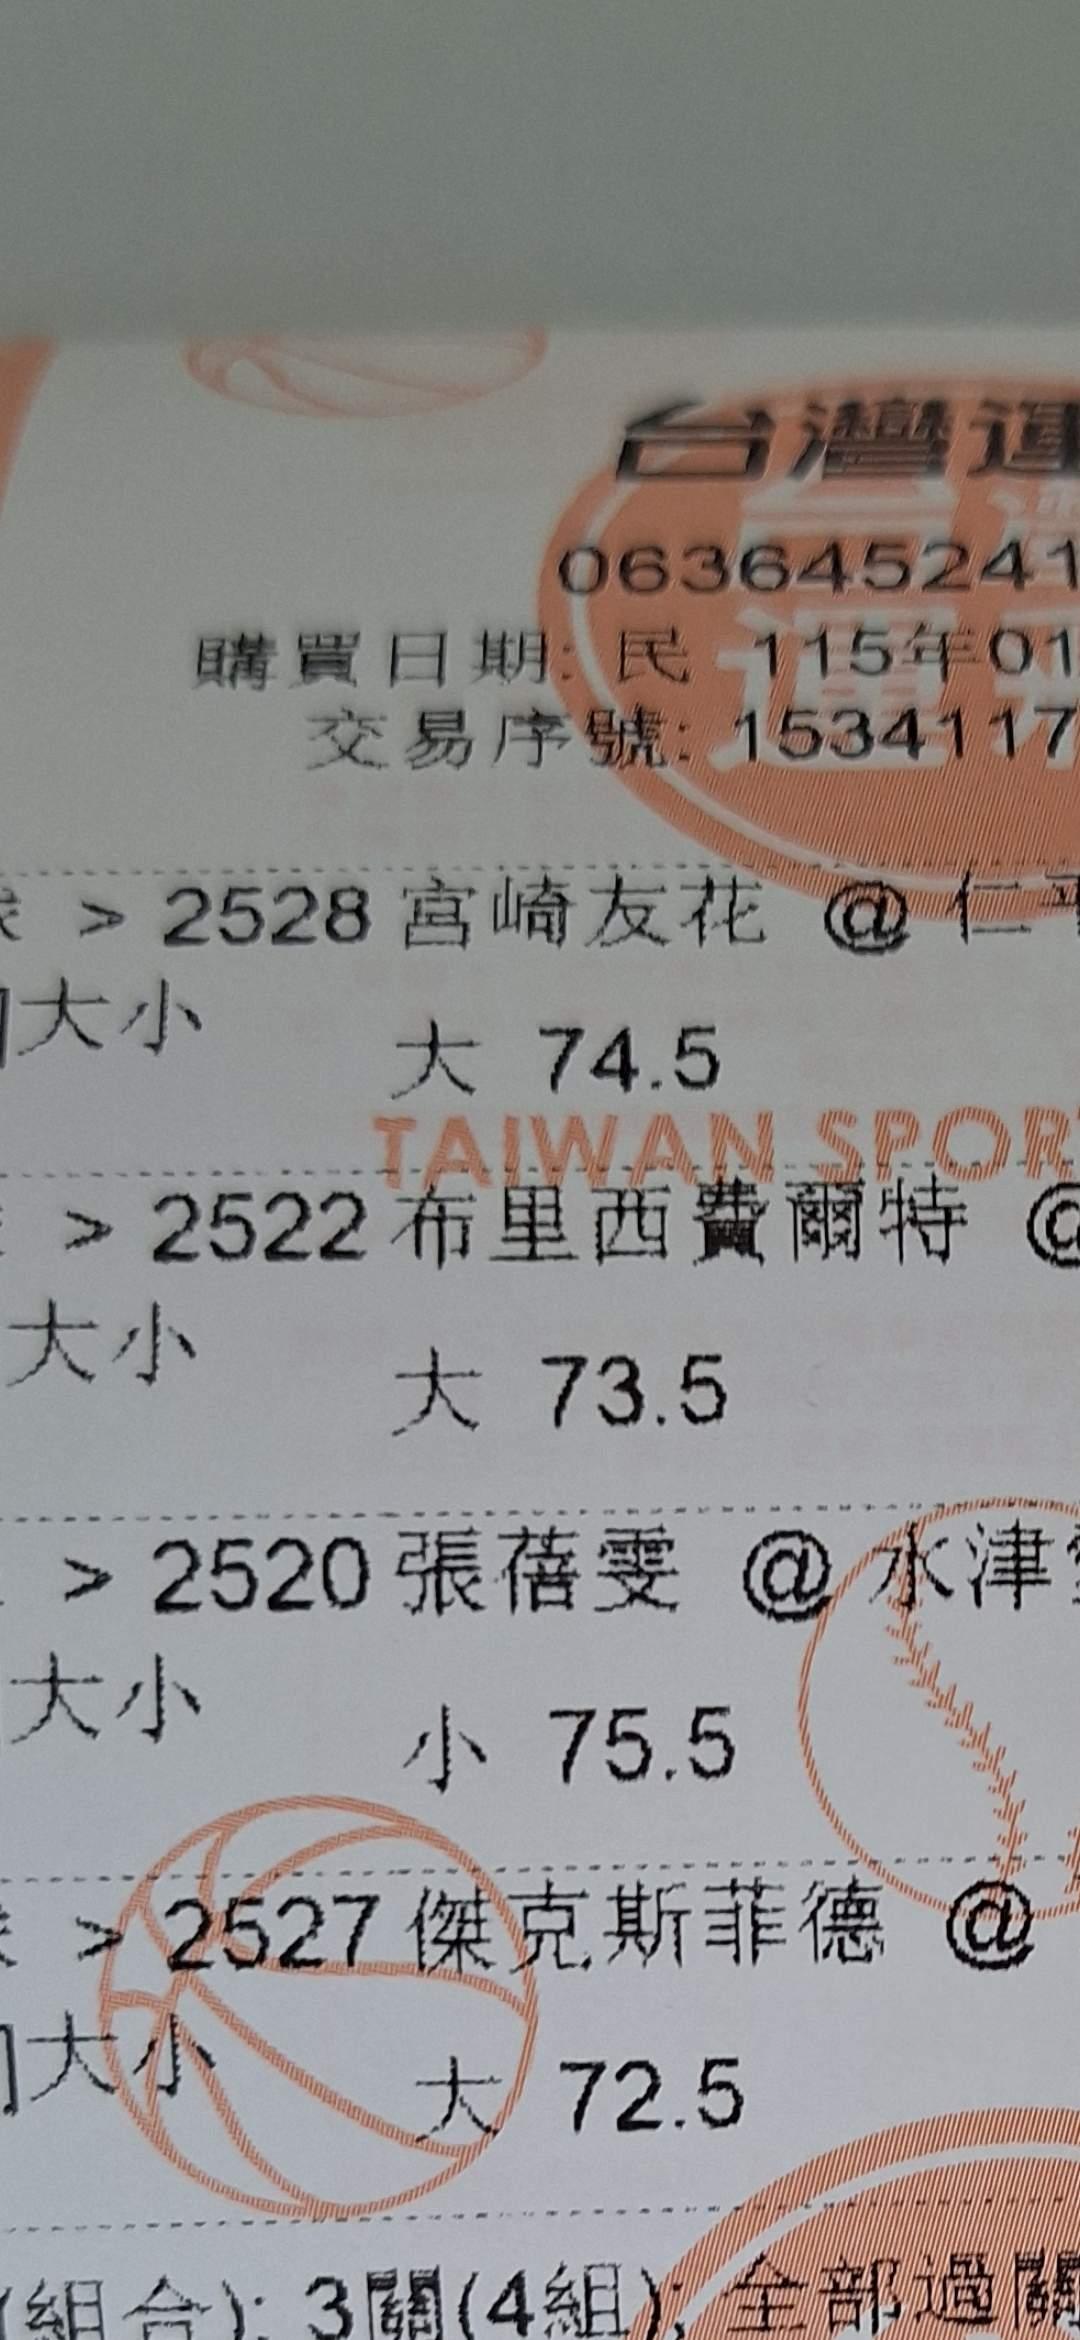 台灣運
063645241
購買日期: 民 115年01
交易序號: 15341117
> 2528 宮崎友花 @ 仁平
大小
大 74.5
TAIWAN SPOR
> 2522 布里西費爾特 @
大小
大 73.5
> 2520 張蓓雯 @ 水津
大小
小 75.5
> 2527 傑克斯菲德 @
大小
大 72.5
(組合): 3關(4組); 全部過關